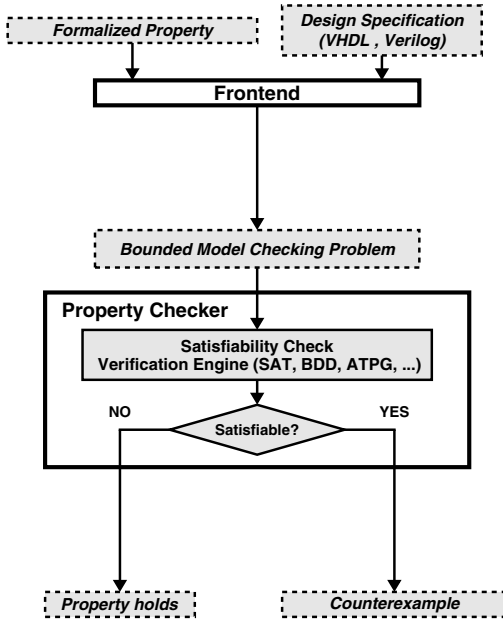 Formalized Property
Design Specification
(VHDL , Verilog)
Frontend
Bounded Model Checking Problem
Property Checker
Satisfiability Check
Verification Engine (SAT, BDD, ATPG, ...)
NO
YES
Satisfiable?
Property holds
Counterexample